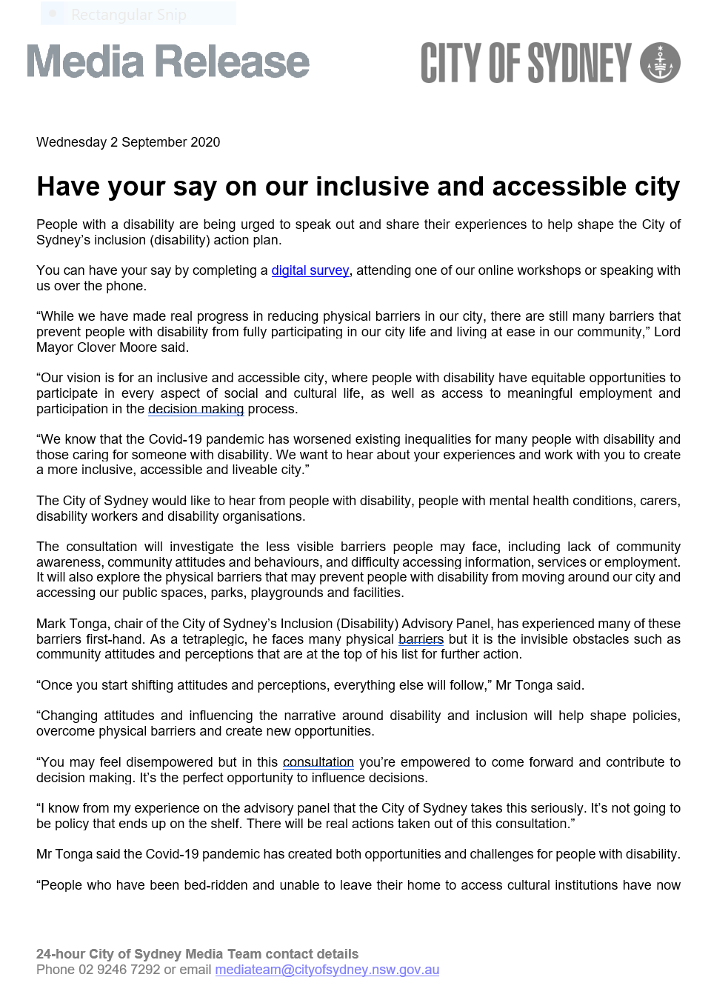 Rectangular Snip
Media Release
CITY OF SYDNEY
Wednesday 2 September 2020
Have your say on our inclusive and accessible city
People with a disability are being urged to speak out and share their experiences to help shape the City of
Sydney’s inclusion (disability) action plan.
You can have your say by completing a digital survey, attending one of our online workshops or speaking with
us over the phone.
“While we have made real progress in reducing physical barriers in our city, there are still many barriers that
prevent people with disability from fully participating in our city life and living at ease in our community,” Lord
Mayor Clover Moore said.
“Our vision is for an inclusive and accessible city, where people with disability have equitable opportunities to
participate in every aspect of social and cultural life, as well as access to meaningful employment and
participation in the decision making process.
“We know that the Covid-19 pandemic has worsened existing inequalities for many people with disability and
those caring for someone with disability. We want to hear about your experiences and work with you to create
a more inclusive, accessible and liveable city.”
The City of Sydney would like to hear from people with disability, people with mental health conditions, carers,
disability workers and disability organisations.
The consultation will investigate the less visible barriers people may face, including lack of community
awareness, community attitudes and behaviours, and difficulty accessing information, services or employment.
It will also explore the physical barriers that may prevent people with disability from moving around our city and
accessing our public spaces, parks, playgrounds and facilities.
Mark Tonga, chair of the City of Sydney’s Inclusion (Disability) Advisory Panel, has experienced many of these
barriers first-hand. As a tetraplegic, he faces many physical barriers but it is the invisible obstacles such as
community attitudes and perceptions that are at the top of his list for further action.
“Once you start shifting attitudes and perceptions, everything else will follow,” Mr Tonga said.
“Changing attitudes and influencing the narrative around disability and inclusion will help shape policies,
overcome physical barriers and create new opportunities.
“You may feel disempowered but in this consultation you’re empowered to come forward and contribute to
decision making. It’s the perfect opportunity to influence decisions.
“I know from my experience on the advisory panel that the City of Sydney takes this seriously. It’s not going to
be policy that ends up on the shelf. There will be real actions taken out of this consultation.”
Mr Tonga said the Covid-19 pandemic has created both opportunities and challenges for people with disability.
“People who have been bed-ridden and unable to leave their home to access cultural institutions have now
24-hour City of Sydney Media Team contact details
Phone 02 9246 7292 or email mediateam@cityofsydney.nsw.gov.au